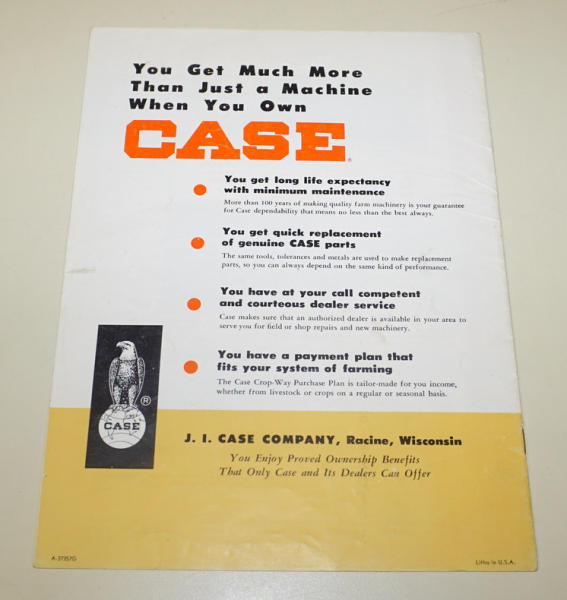 You Get Much More
Than Just a Machine
When You Own
CASE®
You get long life expectancy
with minimum maintenance
More than 100 years of making quality farm machinery is your guarantee
for Case dependability that means no less than the best always.
You get quick replacement
of genuine CASE parts
The same tools, tolerances and metals are used to make replacement
parts, so you can always depend on the same kind of performance.
You have at your call competent
and courteous dealer service
Case makes sure that an authorized dealer is available in your area to
serve you for field or shop repairs and new machinery.
You have a payment plan that
fits your system of farming
The Case Crop-Way Purchase Plan is tailor-made for you income,
whether from livestock or crops on a regular or seasonal basis.
®
CASE
J. I. CASE COMPANY, Racine, Wisconsin
You Enjoy Proved Ownership Benefits
That Only Case and Its Dealers Can Offer
Litho in U.S.A.